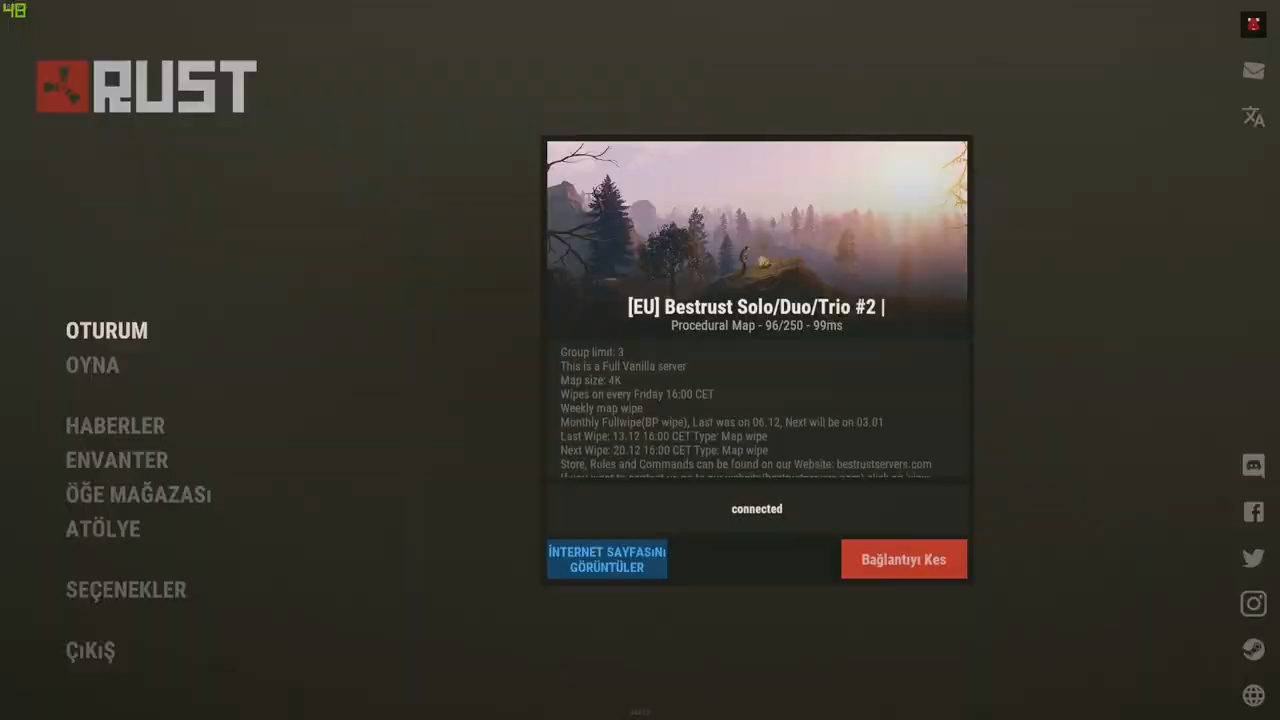 48
RUST
[EU] Bestrust Solo/Duo/Trio #2 |
Procedural Map - 96/250 - 99ms
Group limit: 3
This is a Full Vanilla server
Map size: 4K
Wipes on every Friday 16:00 CET
Weekly map wipe
Monthly Fullwipe(BP wipe), Last was on 06.12, Next will be on 03.01
Last Wipe: 13.12 16:00 CET Type: Map wipe
Next Wipe: 20.12 16:00 CET Type: Map wipe
Store, Rules and Commands can be found on our Website: bestrustservers.com
connected
İNTERNET SAYFASıNı
GÖRÜNTÜLER
Bağlantıyı Kes
OTURUM
OYNA
HABERLER
ENVANTER
ÖĞE MAĞAZASı
ATÖLYE
SEÇENEKLER
ÇıKıŞ